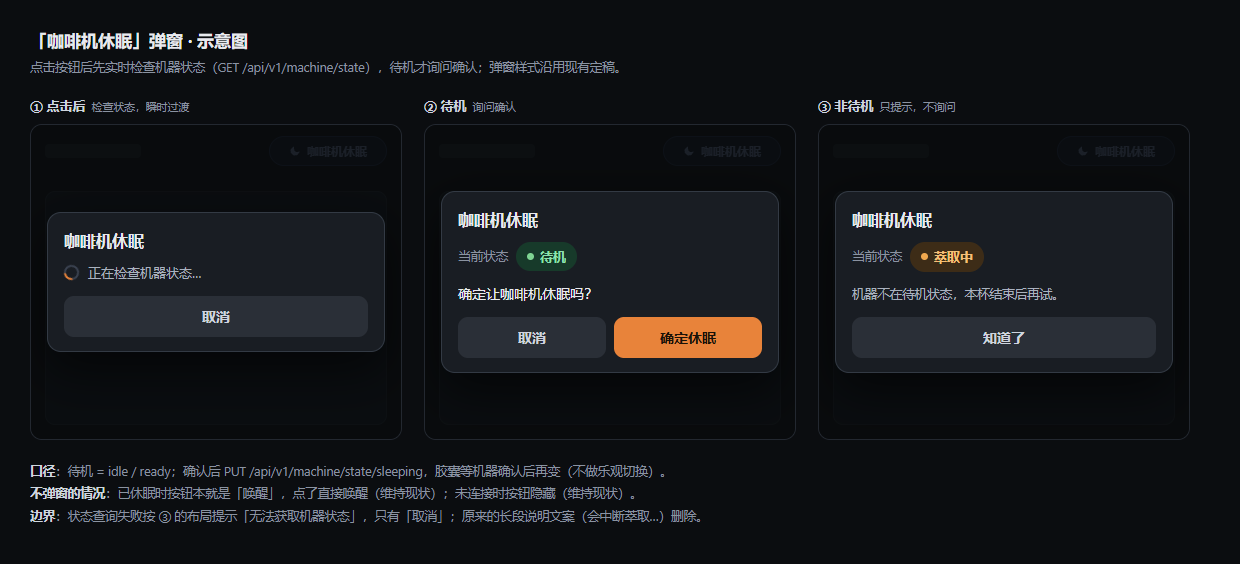 「咖啡机休眠」弹窗 · 示意图
点击按钮后先实时检查机器状态（GET /api/v1/machine/state），待机才询问确认；弹窗样式沿用现有定稿。
① 点击后 检查状态，瞬时过渡
② 待机 询问确认
③ 非待机 只提示，不询问
咖啡机休眠
咖啡机休眠
咖啡机休眠
咖啡机休眠
正在检查机器状态...
取消
咖啡机休眠
当前状态 待机
确定让咖啡机休眠吗？
取消 确定休眠
咖啡机休眠
当前状态 萃取中
机器不在待机状态，本杯结束后再试。
知道了
口径：待机 = idle / ready；确认后 PUT /api/v1/machine/state/sleeping，胶囊等机器确认后再变（不做乐观切换）。
不弹窗的情况：已休眠时按钮本就是「唤醒」，点了直接唤醒（维持现状）；未连接时按钮隐藏（维持现状）。
边界：状态查询失败按 ③ 的布局提示「无法获取机器状态」，只有「取消」；原来的长段说明文案（会中断萃取...）删除。